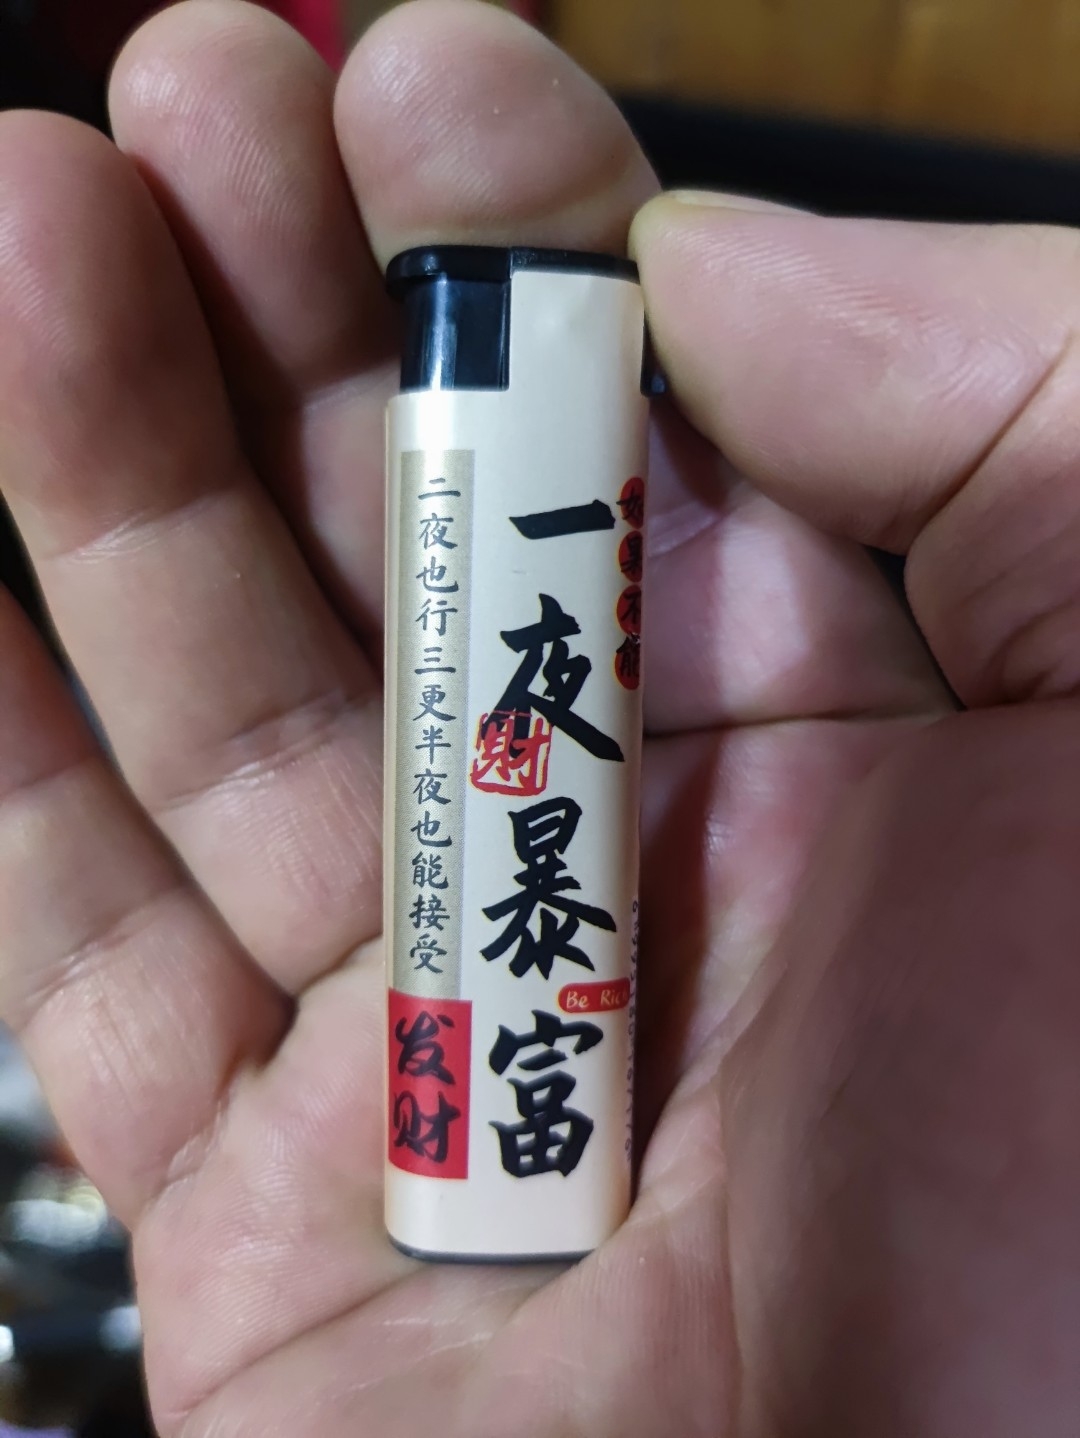 如果不能
一夜暴富
财
Be Rich
二夜也行三更半夜也能接受
发财